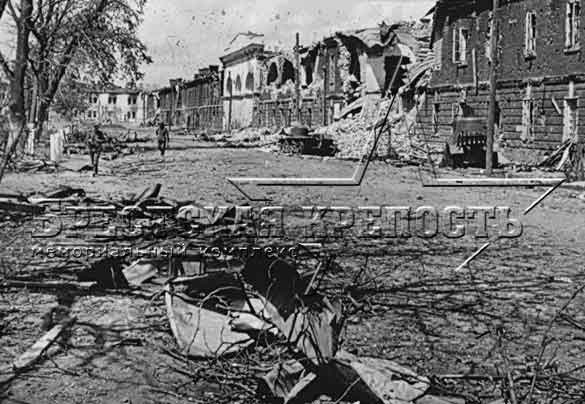 БРЕСТСКАЯ КРЕПОСТЬ
МЕМОРИАЛЬНЫЙ КОМПЛЕКС